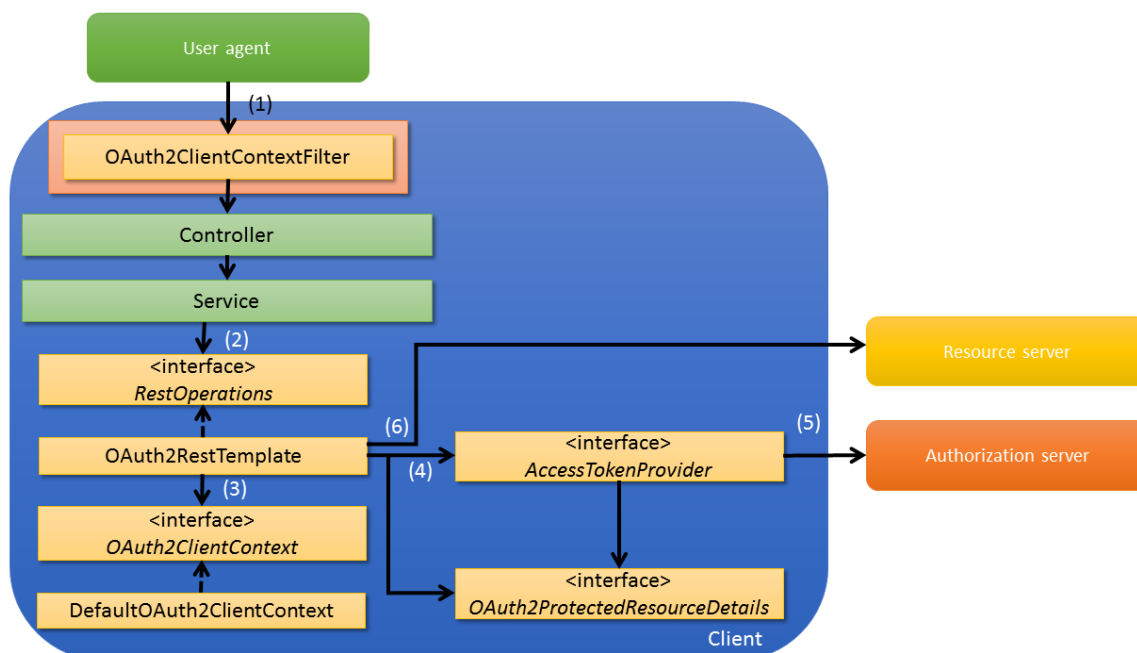 User agent
(1)
OAuth2ClientContextFilter
Controller
Service
(2)
<interface>
RestOperations
Resource server
(6)
OAuth2RestTemplate
(4)
<interface>
AccessTokenProvider
(5)
Authorization server
(3)
<interface>
OAuth2ClientContext
<interface>
OAuth2ProtectedResourceDetails
DefaultOAuth2ClientContext
Client